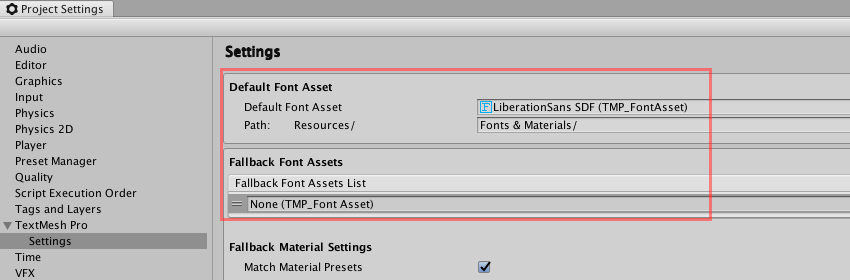 Project Settings
Audio
Editor
Graphics
Input
Physics
Physics 2D
Player
Preset Manager
Quality
Script Execution Order
Tags and Layers
TextMesh Pro
Settings
Time
VFX
Settings
Default Font Asset
Default Font Asset
F LiberationSans SDF (TMP_FontAsset)
Path: Resources/
Fonts & Materials/
Fallback Font Assets
Fallback Font Assets List
None (TMP_Font Asset)
Fallback Material Settings
Match Material Presets